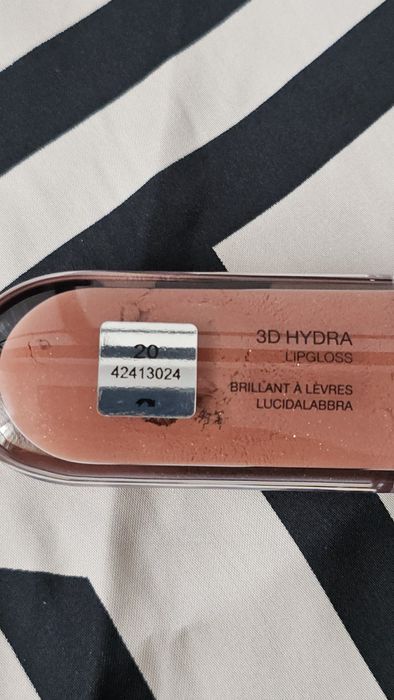 20
42413024
3D HYDRA
LIPGLOSS
BRILLANT À LÈVRES
LUCIDALABBRA